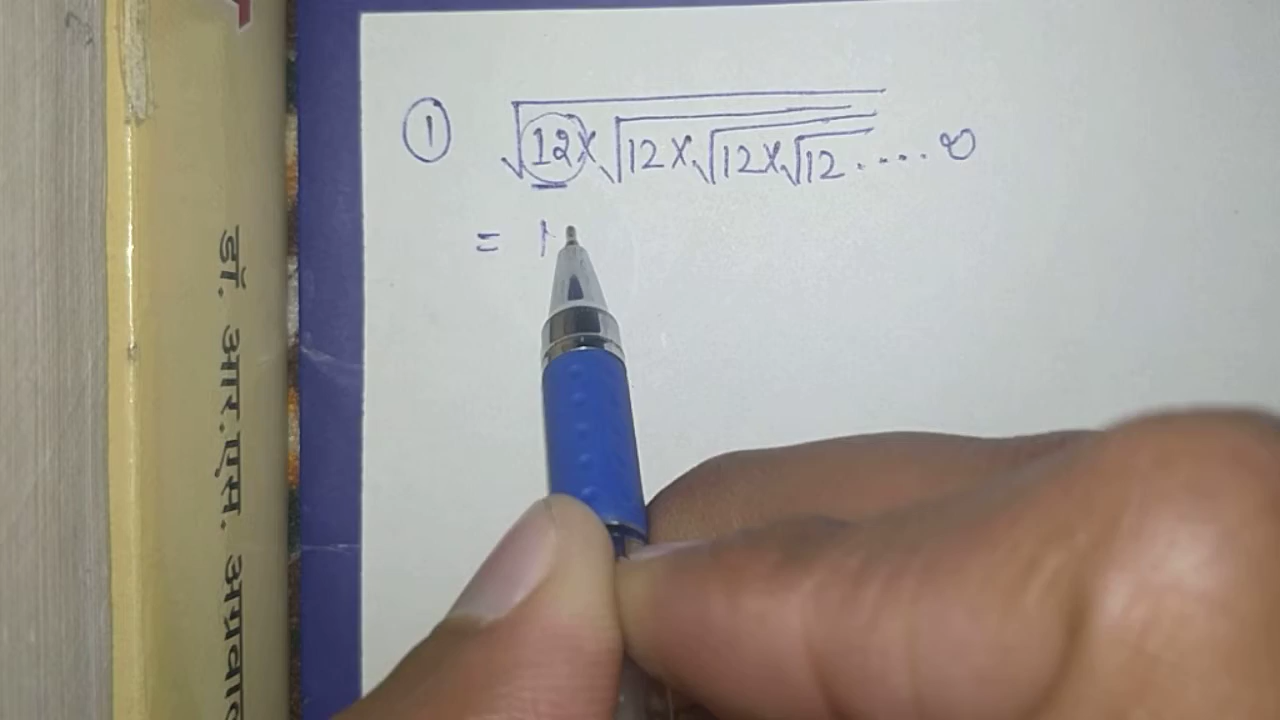 ① √12×√12×√12×√12.....∞
= 1
डॉ. आर.एस. अग्रवाल